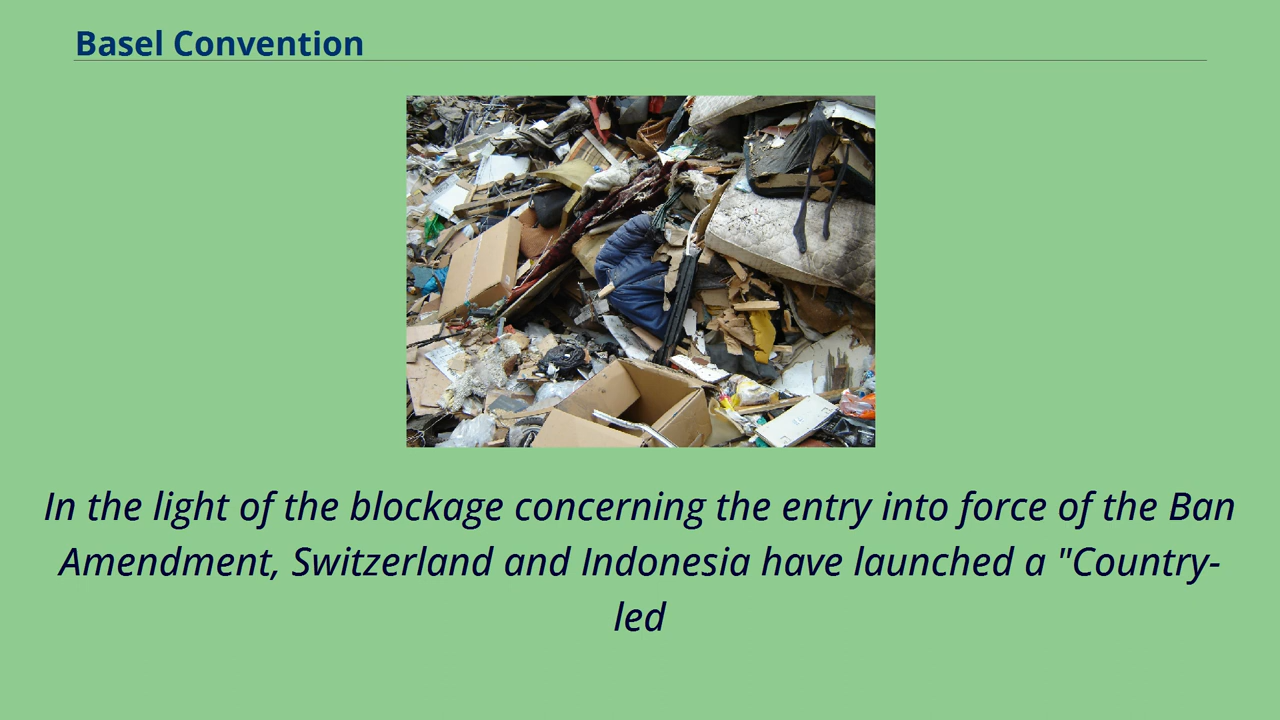 Basel Convention
In the light of the blockage concerning the entry into force of the Ban
Amendment, Switzerland and Indonesia have launched a "Country-
led